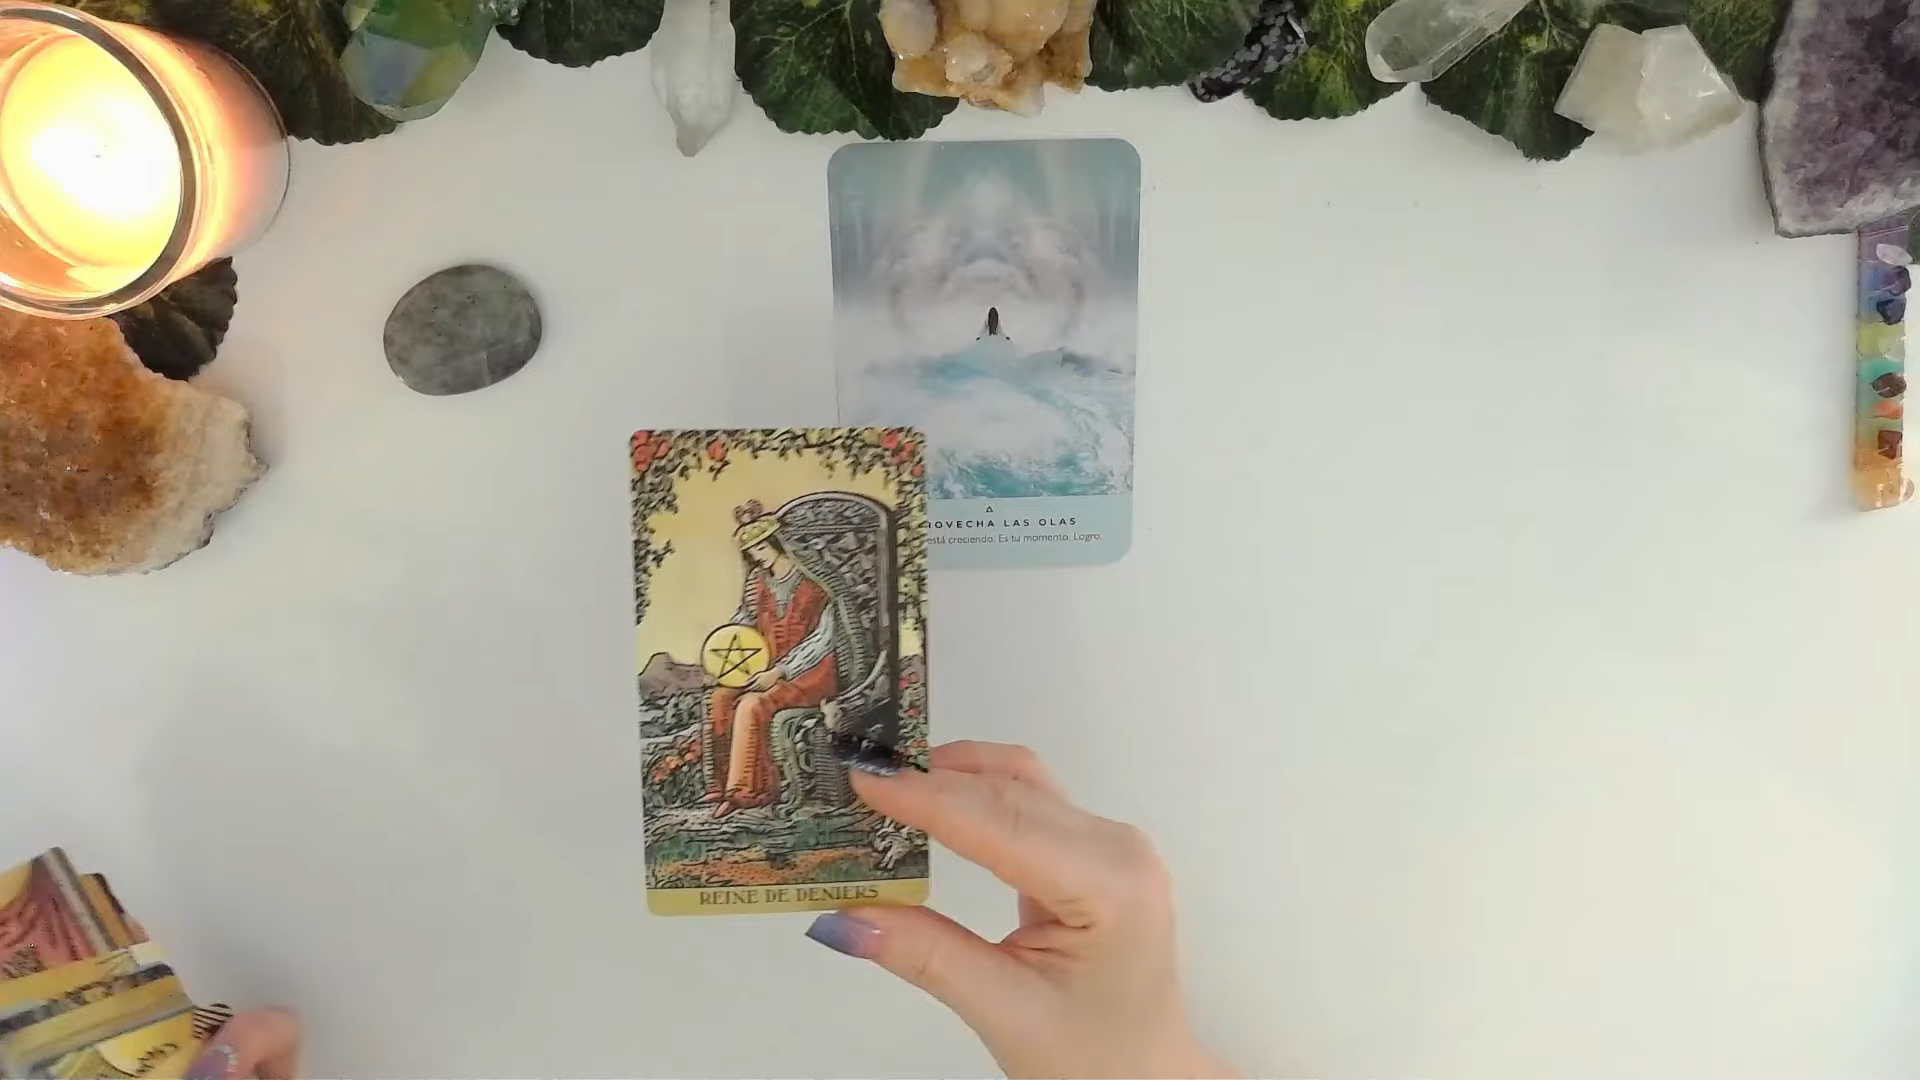 ROVECHA LAS OLAS
está creciendo. Es tu momento. Logro.
REINE DE DENIERS